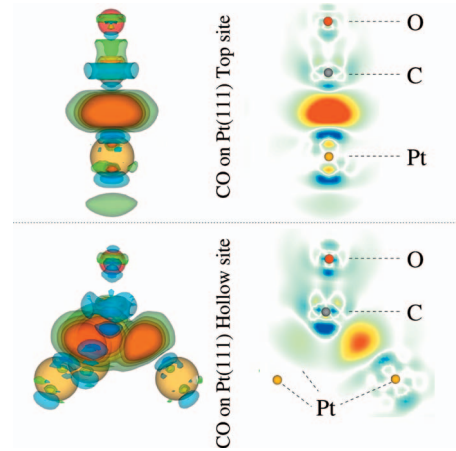 CO on Pt(111) Top site
O
C
Pt
CO on Pt(111) Hollow site
O
C
Pt